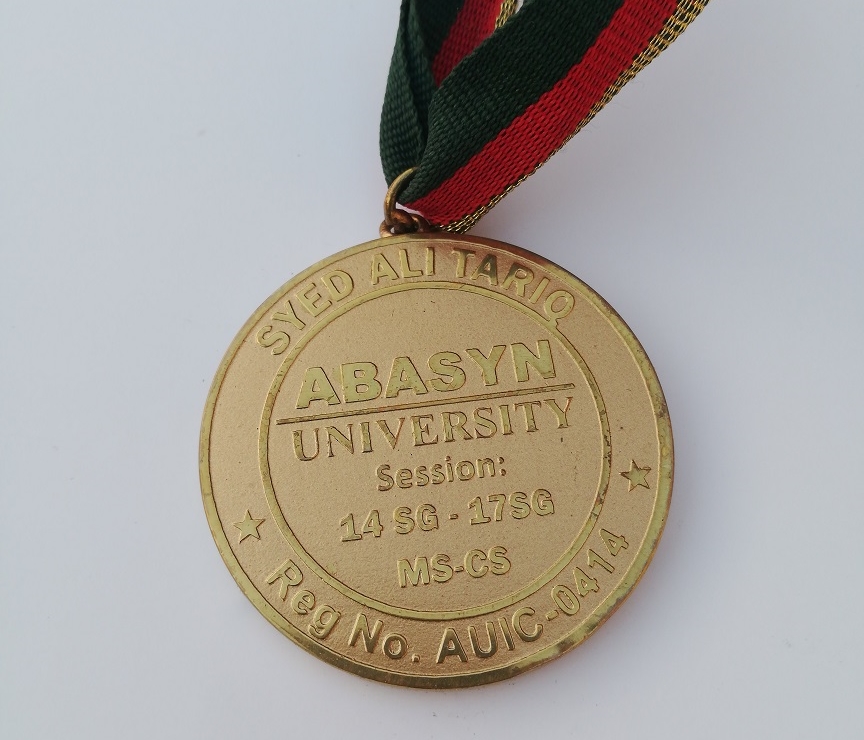 SYED ALI TARIQ
ABASYN
UNIVERSITY
Session:
14 SG - 17SG
MS-CS
Reg No. AUIC-0414